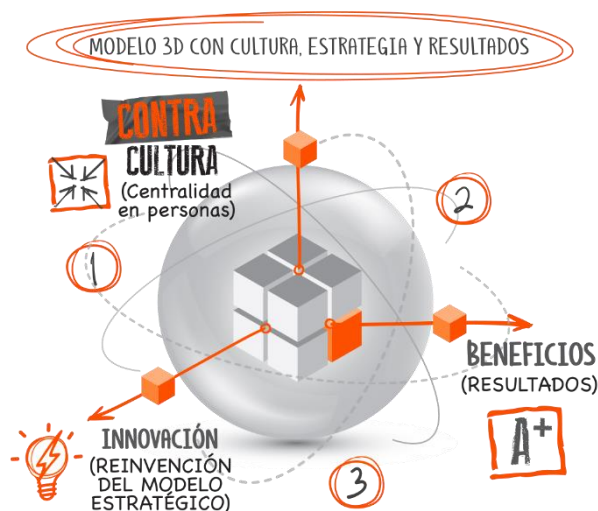 MODELO 3D CON CULTURA, ESTRATEGIA Y RESULTADOS
CONTRA
CULTURA
(Centralidad
en personas)
2
1
BENEFICIOS
(RESULTADOS)
A+
INNOVACIÓN
(REINVENCIÓN
DEL MODELO
ESTRATÉGICO)
3